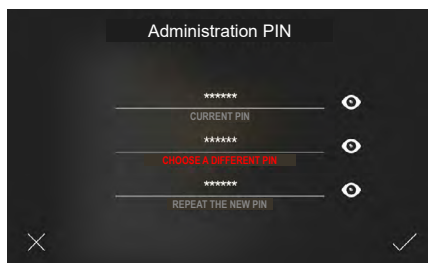 Administration PIN
******
CURRENT PIN
******
CHOOSE A DIFFERENT PIN
******
REPEAT THE NEW PIN